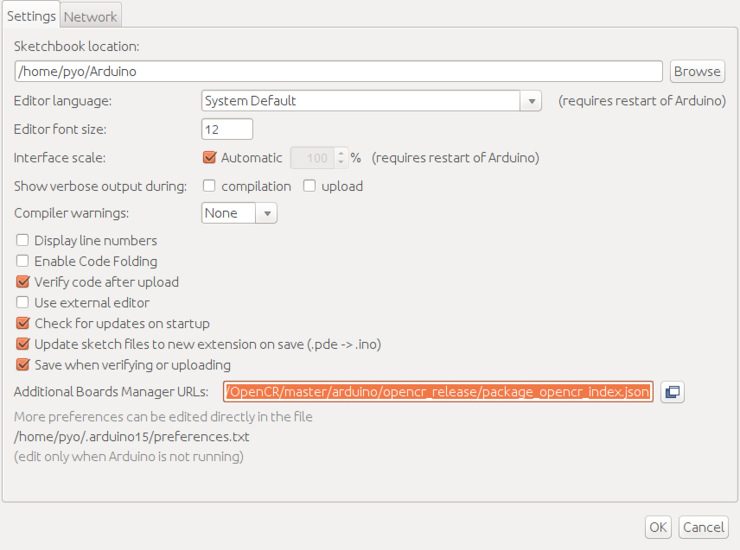 Settings Network
Sketchbook location:
/home/pyo/Arduino Browse
Editor language: System Default (requires restart of Arduino)
Editor font size: 12
Interface scale: Automatic 100 % (requires restart of Arduino)
Show verbose output during: compilation upload
Compiler warnings: None
Display line numbers
Enable Code Folding
Verify code after upload
Use external editor
Check for updates on startup
Update sketch files to new extension on save (.pde -> .ino)
Save when verifying or uploading
Additional Boards Manager URLs: /OpenCR/master/arduino/opencr_release/package_opencr_index.json
More preferences can be edited directly in the file
/home/pyo/.arduino15/preferences.txt
(edit only when Arduino is not running)
OK Cancel